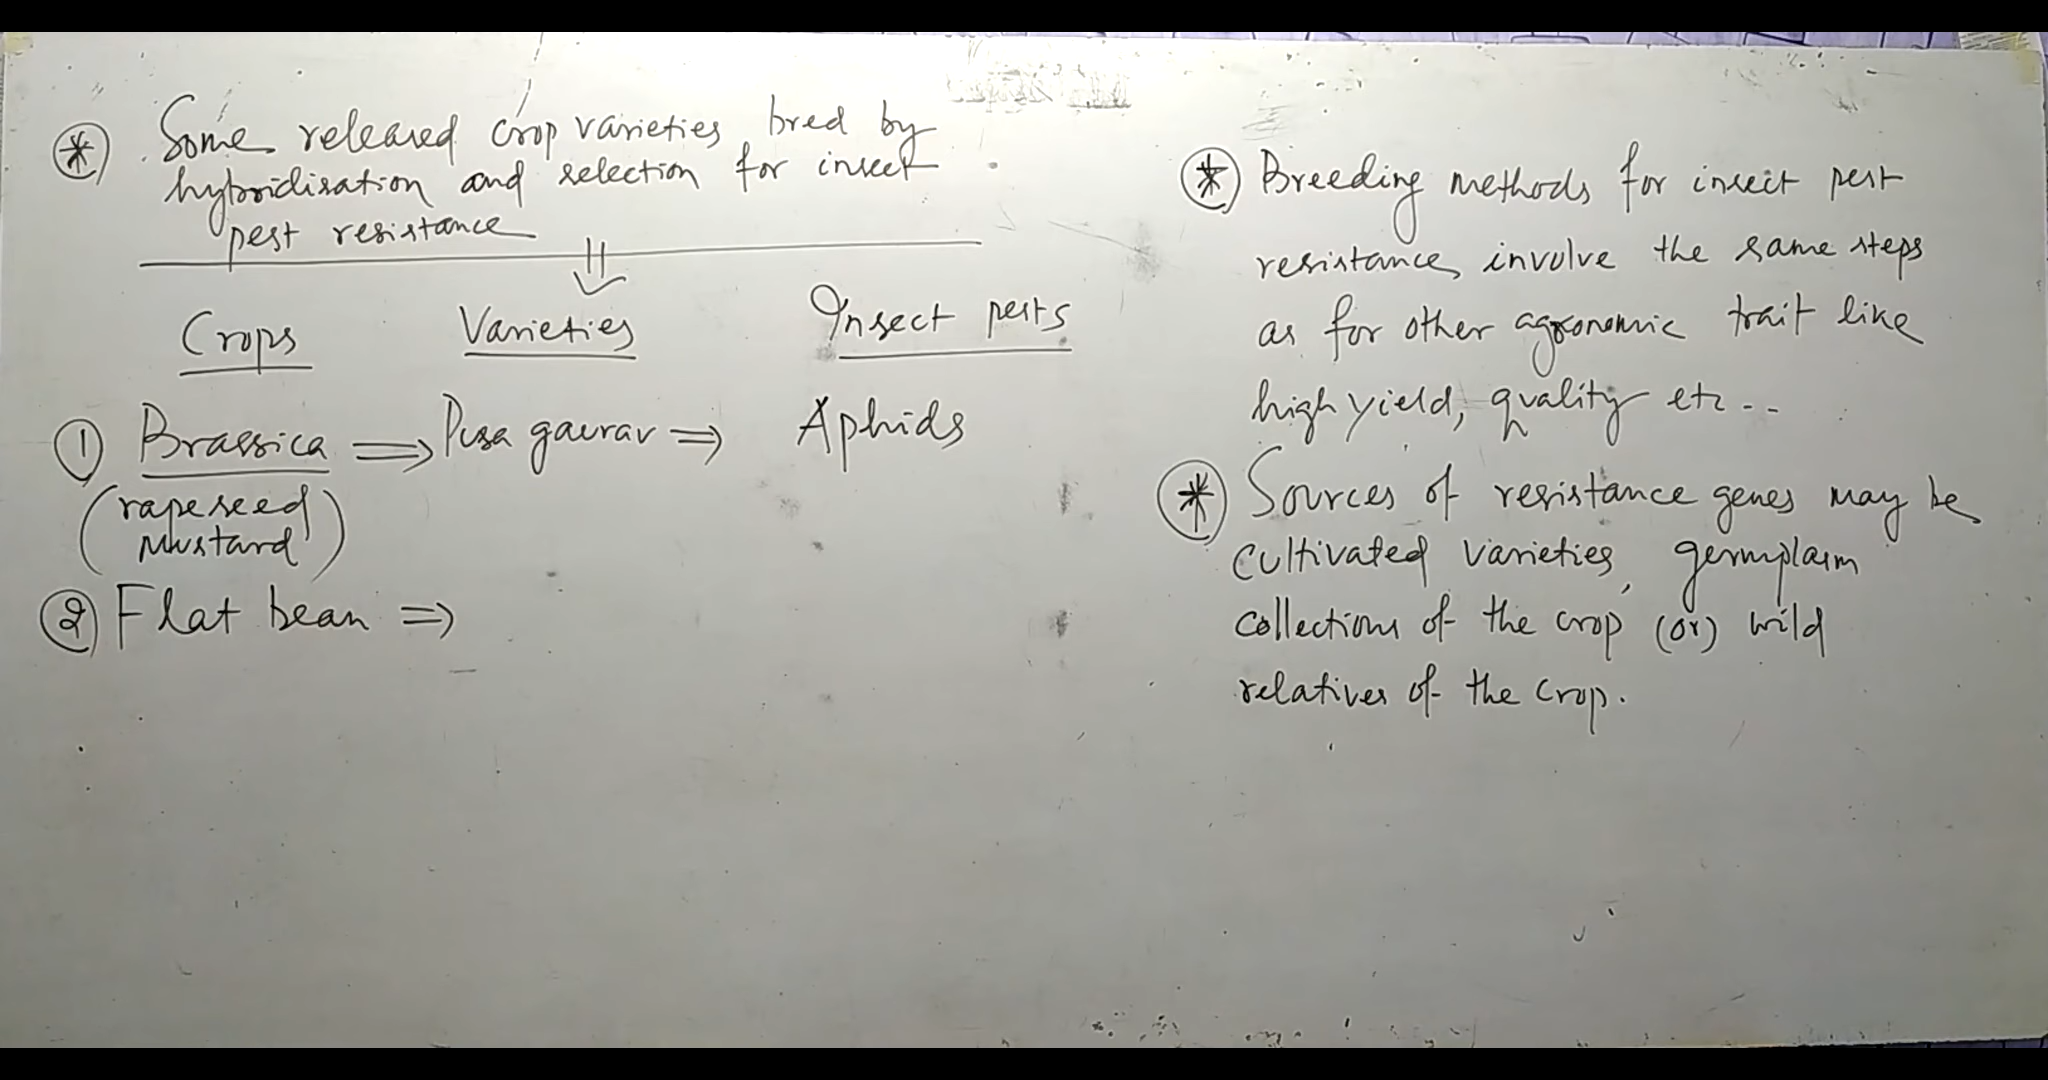 * Some released crop varieties bred by
hybridisation and selection for insect
pest resistance
Crops Varieties Insect pests
① Brassica ⇒ Pusa gaurav ⇒ Aphids
(rapeseed
mustard)
② Flat bean ⇒
* Breeding methods for insect pest
resistance involve the same steps
as for other agronomic trait like
high yield, quality etc...
* Sources of resistance genes may be
cultivated varieties, germplasm
collections of the crop (or) wild
relatives of the crop.